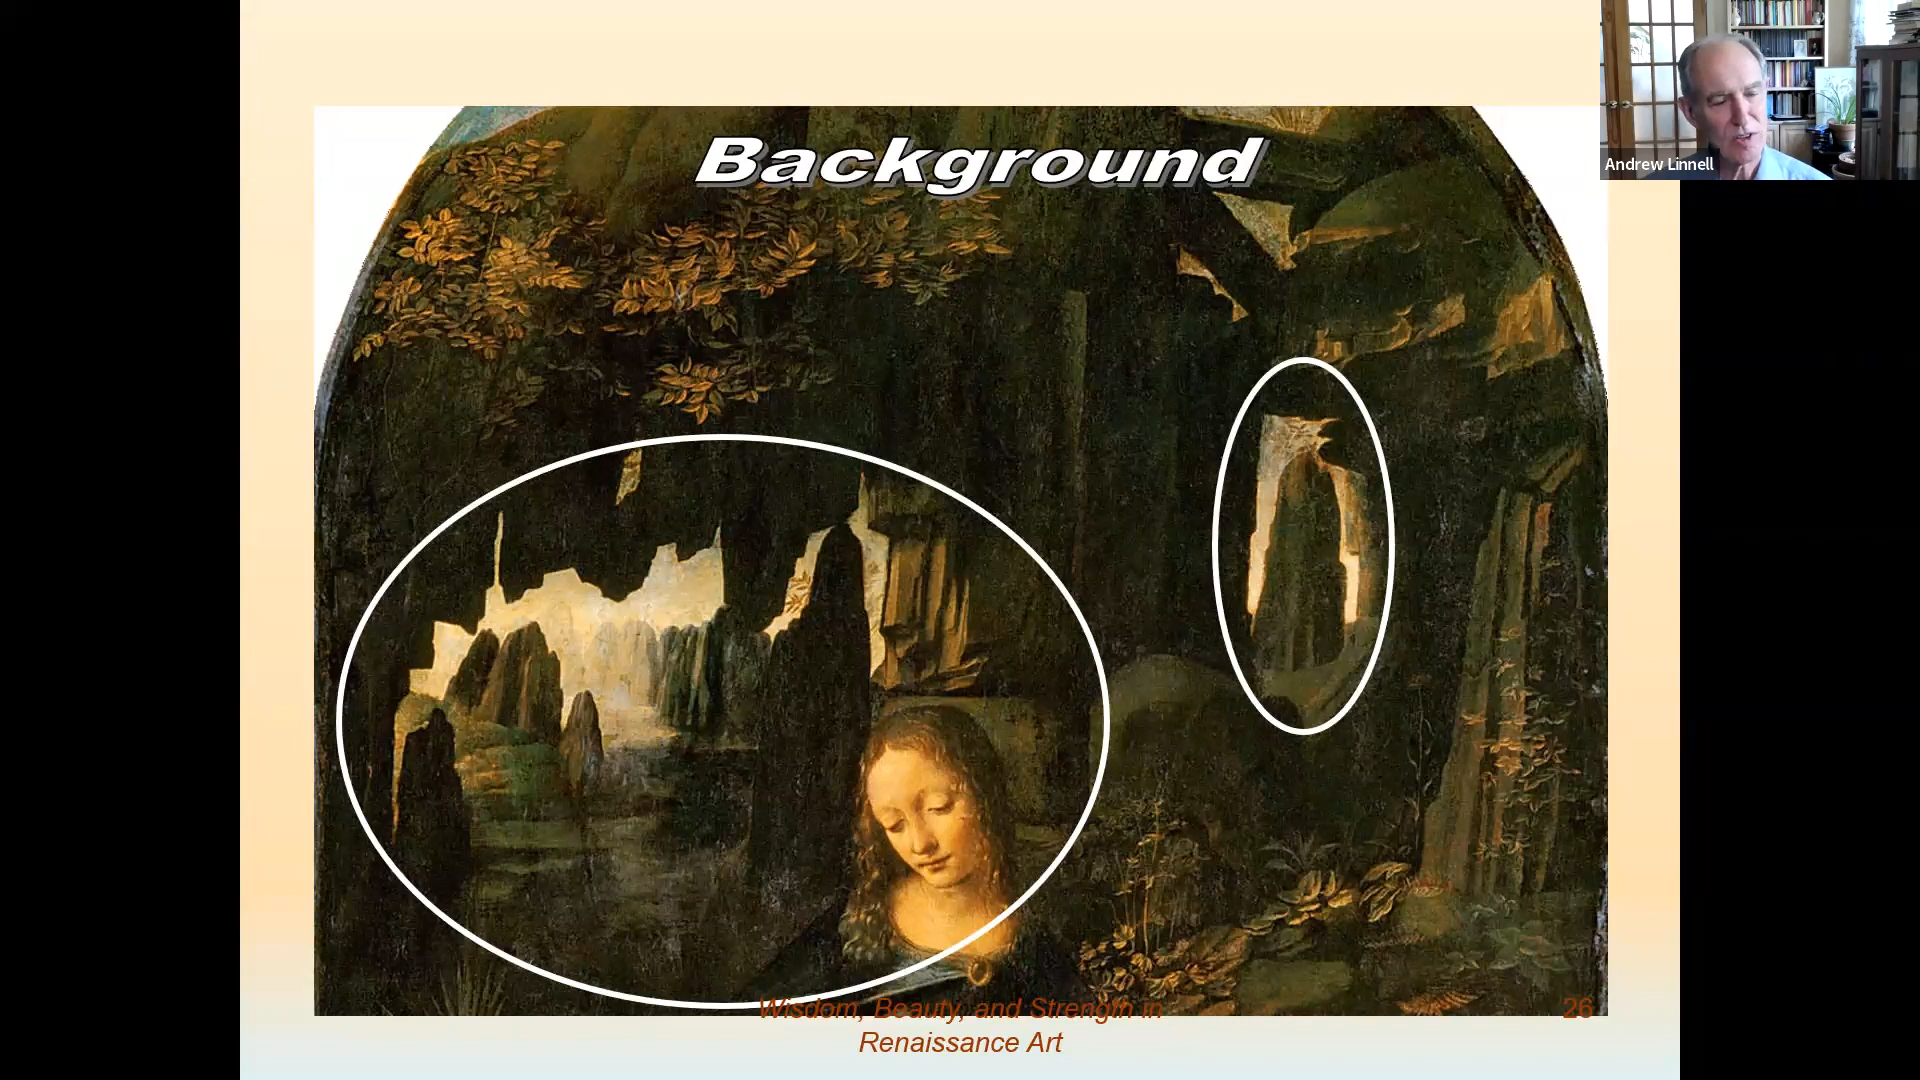 Background
Andrew Linnell
Wisdom, Beauty, and Strength in
Renaissance Art
26